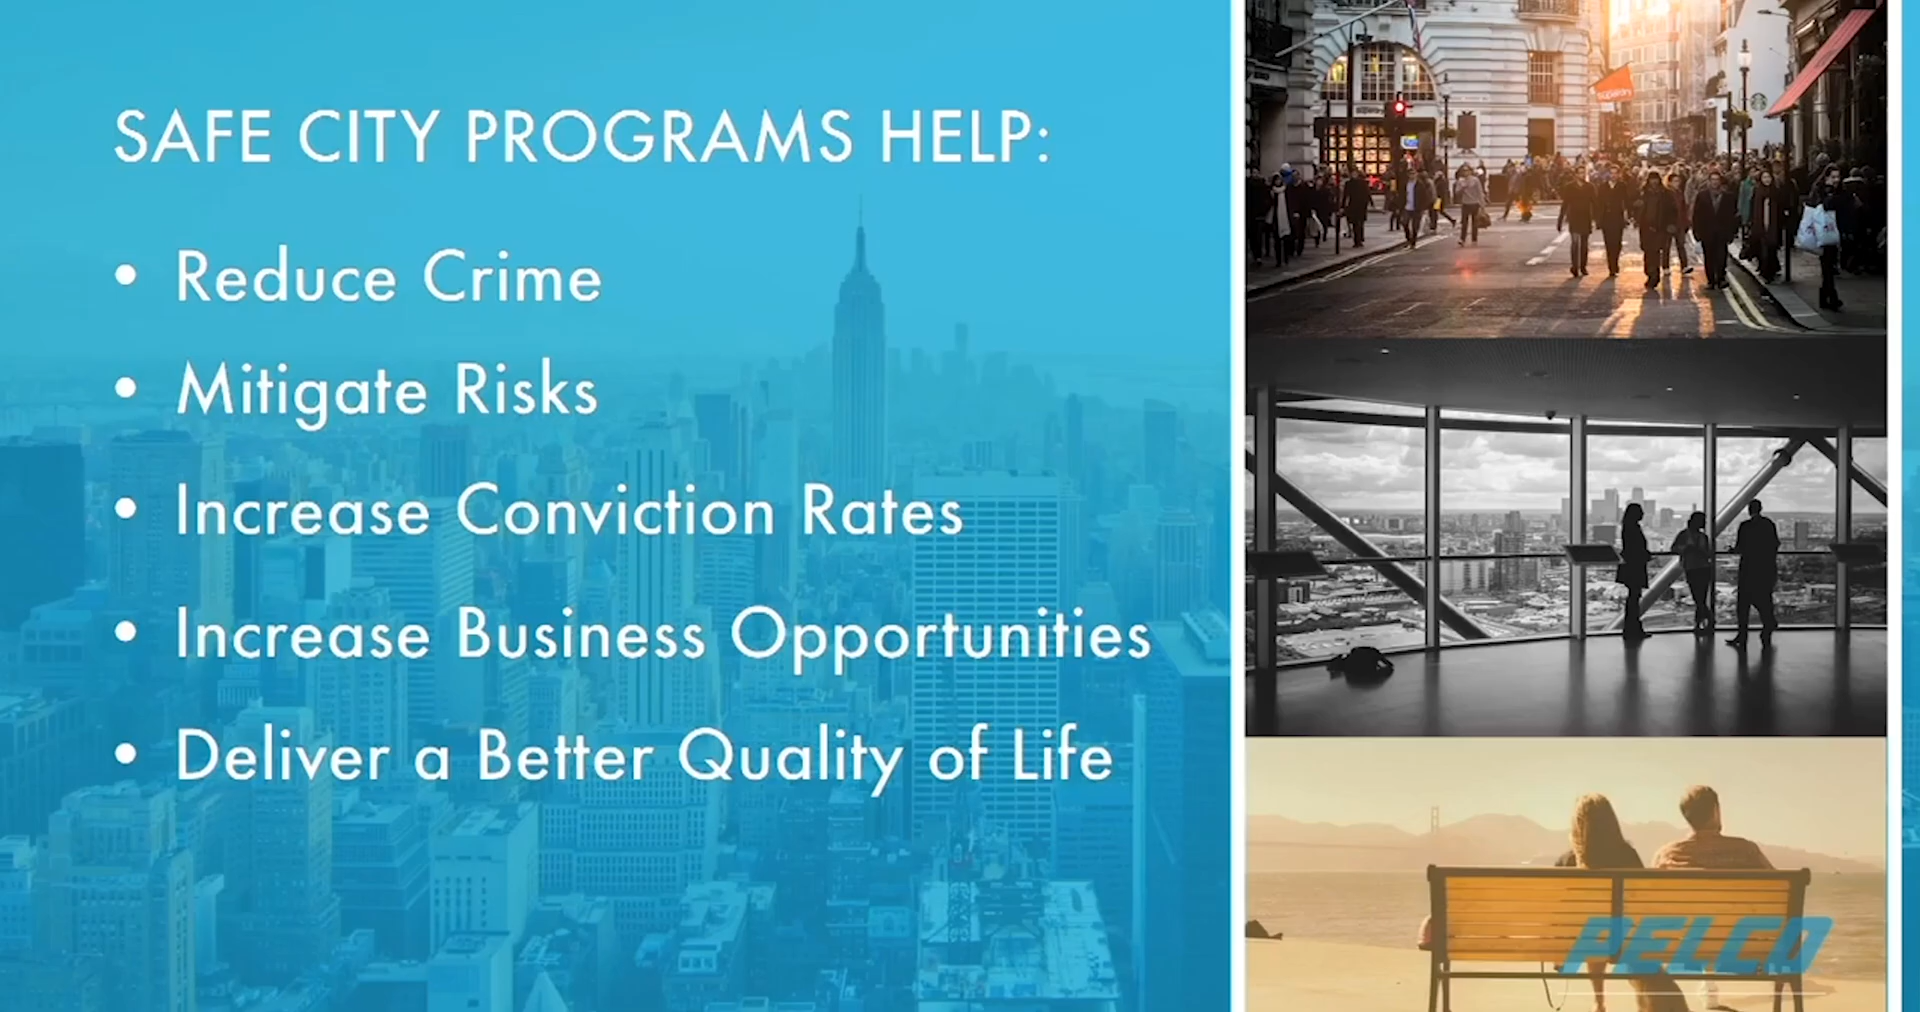 SAFE CITY PROGRAMS HELP:
• Reduce Crime
• Mitigate Risks
• Increase Conviction Rates
• Increase Business Opportunities
• Deliver a Better Quality of Life
Superdry
PELCO